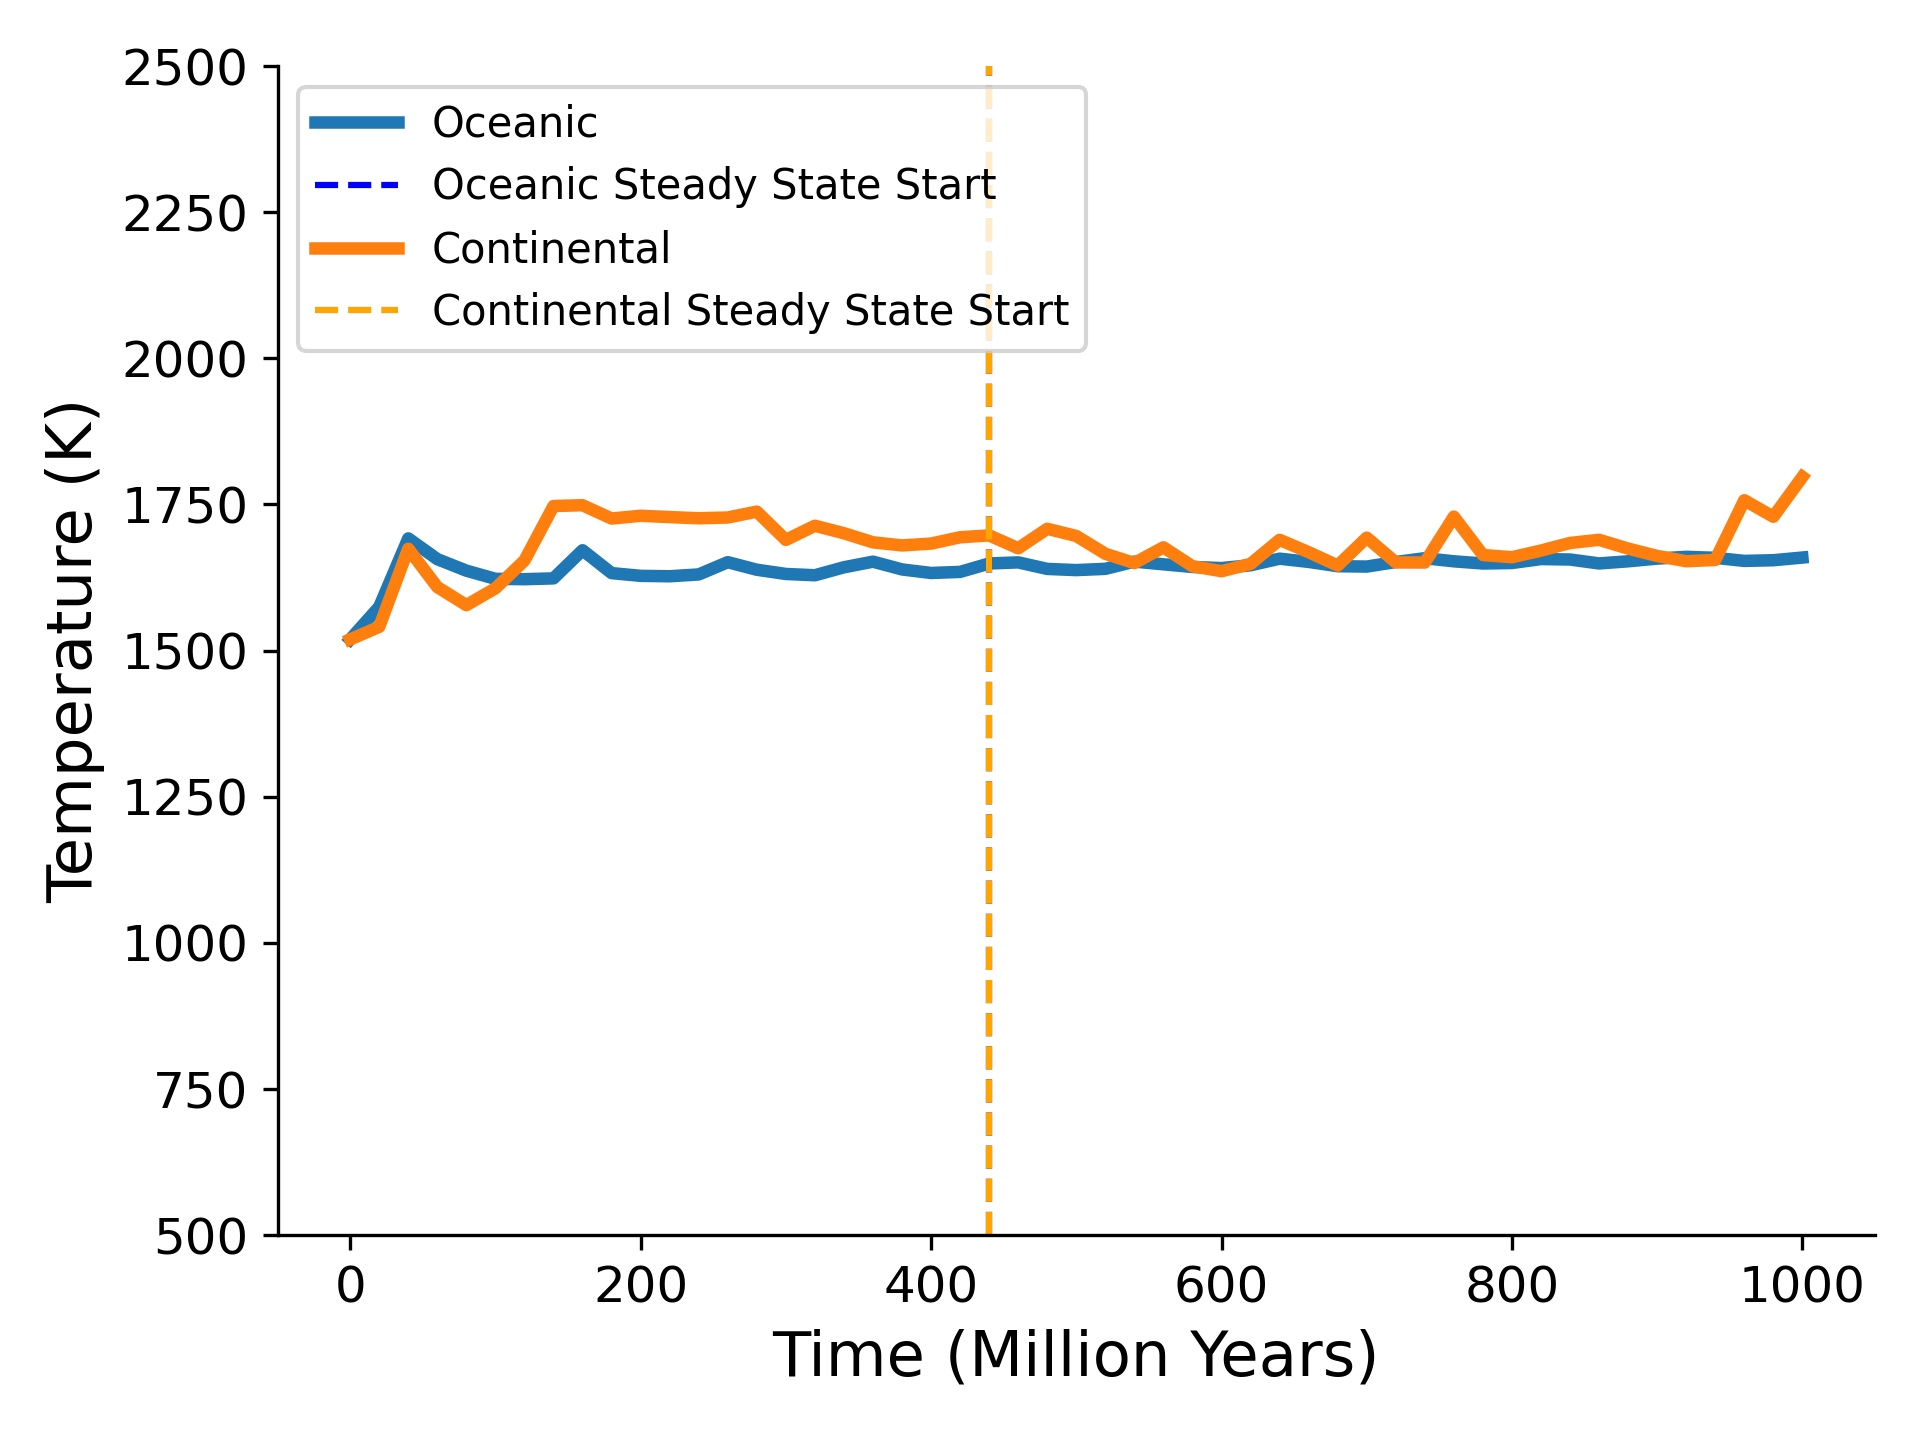 2500
2250
2000
1750
1500
1250
1000
750
500
Temperature (K)
Oceanic
Oceanic Steady State Start
Continental
Continental Steady State Start
0 200 400 600 800 1000
Time (Million Years)